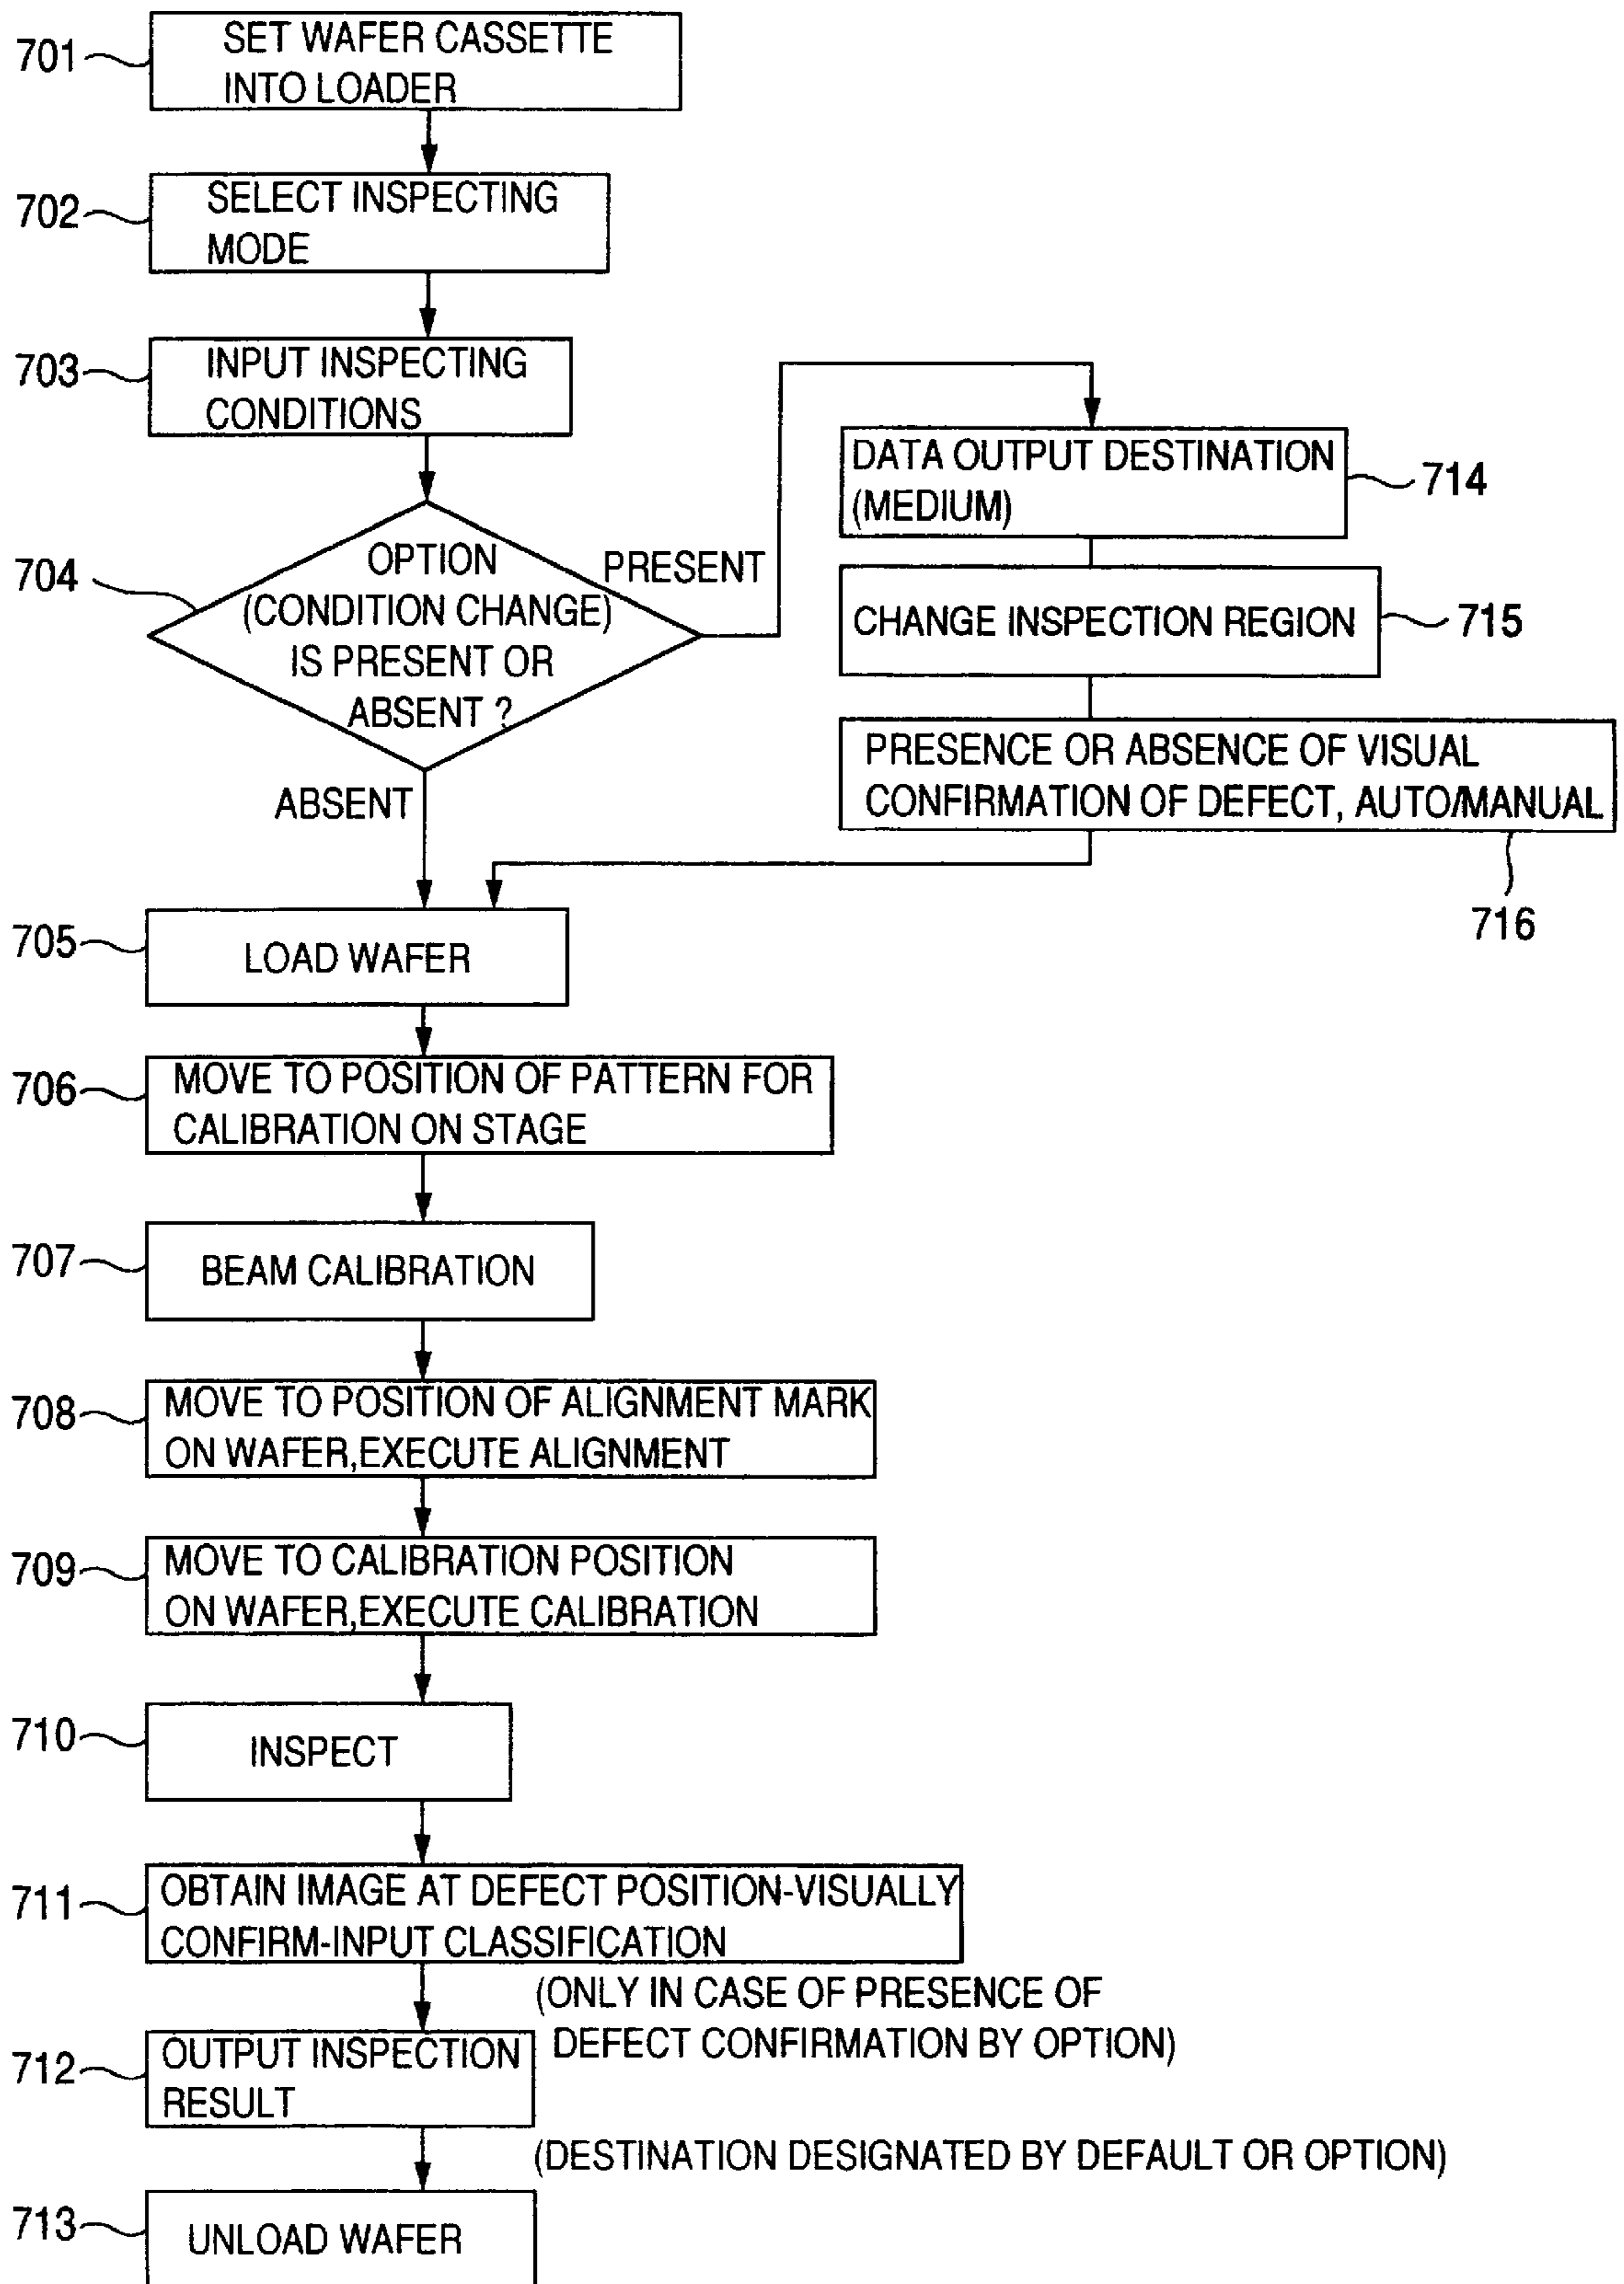 701
SET WAFER CASSETTE
INTO LOADER
702
SELECT INSPECTING
MODE
703
INPUT INSPECTING
CONDITIONS
704
OPTION
(CONDITION CHANGE)
IS PRESENT OR
ABSENT ?
PRESENT
ABSENT
DATA OUTPUT DESTINATION
(MEDIUM)
714
CHANGE INSPECTION REGION
715
PRESENCE OR ABSENCE OF VISUAL
CONFIRMATION OF DEFECT, AUTO/MANUAL
716
705
LOAD WAFER
706
MOVE TO POSITION OF PATTERN FOR
CALIBRATION ON STAGE
707
BEAM CALIBRATION
708
MOVE TO POSITION OF ALIGNMENT MARK
ON WAFER,EXECUTE ALIGNMENT
709
MOVE TO CALIBRATION POSITION
ON WAFER,EXECUTE CALIBRATION
710
INSPECT
711
OBTAIN IMAGE AT DEFECT POSITION-VISUALLY
CONFIRM-INPUT CLASSIFICATION
(ONLY IN CASE OF PRESENCE OF
DEFECT CONFIRMATION BY OPTION)
712
OUTPUT INSPECTION
RESULT
(DESTINATION DESIGNATED BY DEFAULT OR OPTION)
713
UNLOAD WAFER